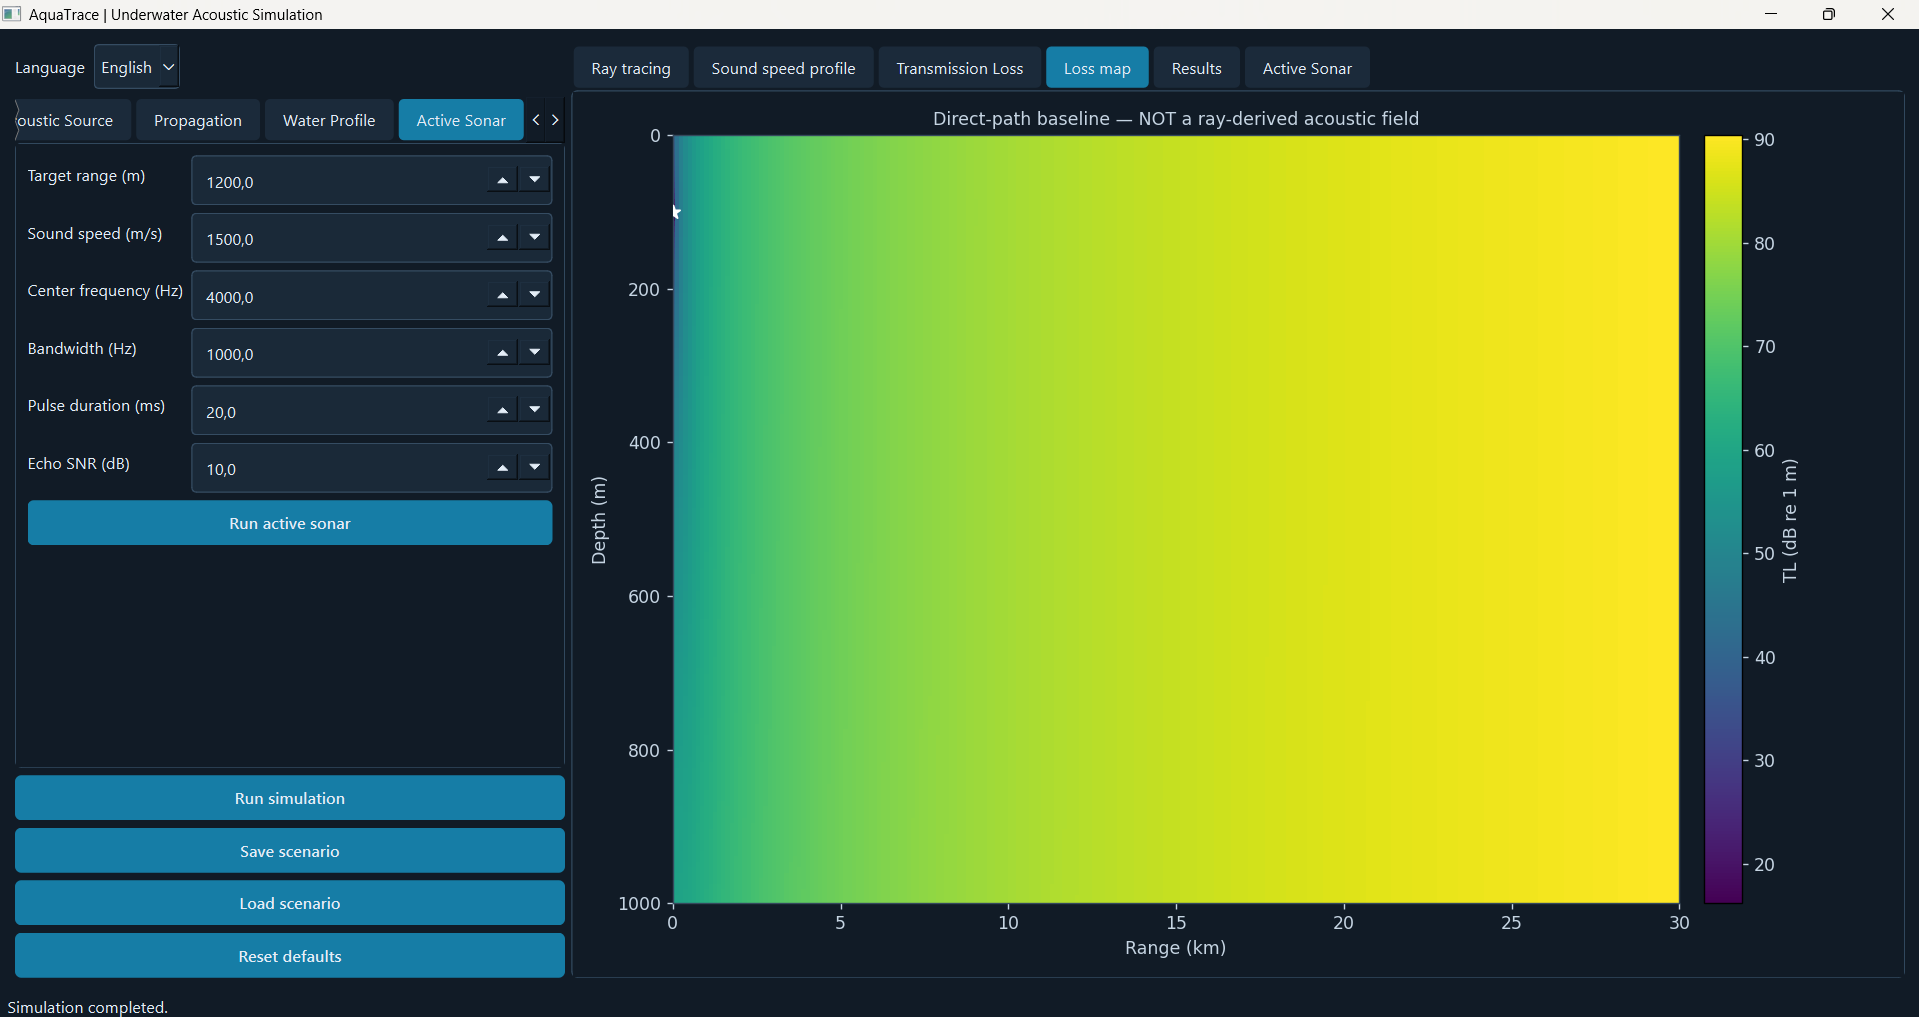 AquaTrace | Underwater Acoustic Simulation
Language English
oustic Source Propagation Water Profile Active Sonar
Target range (m) 1200,0
Sound speed (m/s) 1500,0
Center frequency (Hz) 4000,0
Bandwidth (Hz) 1000,0
Pulse duration (ms) 20,0
Echo SNR (dB) 10,0
Run active sonar
Run simulation
Save scenario
Load scenario
Reset defaults
Simulation completed.
Ray tracing Sound speed profile Transmission Loss Loss map Results Active Sonar
Direct-path baseline — NOT a ray-derived acoustic field
0
200
400
600
800
1000
Depth (m)
0 5 10 15 20 25 30
Range (km)
90
80
70
60
50
40
30
20
TL (dB re 1 m)